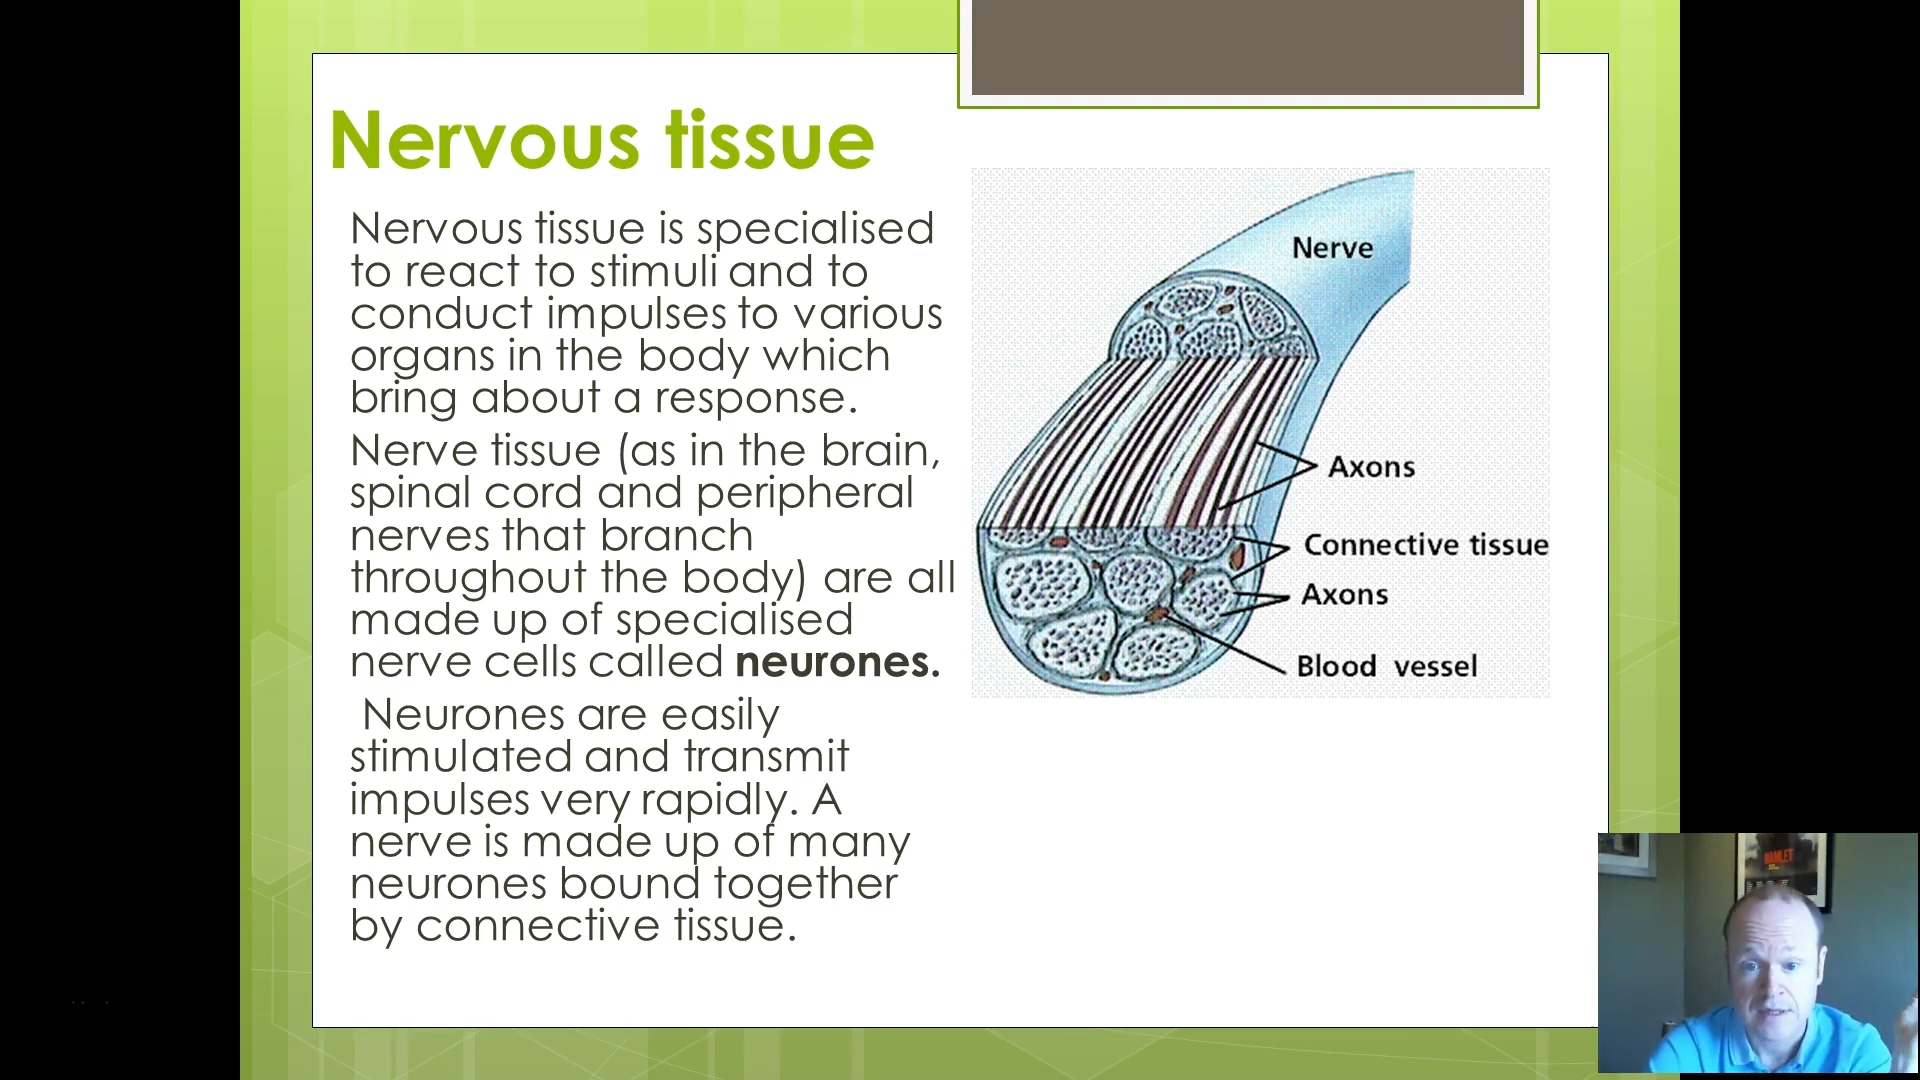 Nervous tissue
Nervous tissue is specialised
to react to stimuli and to
conduct impulses to various
organs in the body which
bring about a response.
Nerve tissue (as in the brain,
spinal cord and peripheral
nerves that branch
throughout the body) are all
made up of specialised
nerve cells called neurones.
Neurones are easily
stimulated and transmit
impulses very rapidly. A
nerve is made up of many
neurones bound together
by connective tissue.
Nerve
Axons
Connective tissue
Axons
Blood vessel
HAMLET